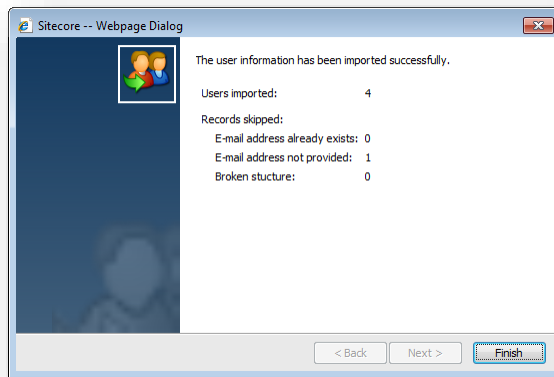 Sitecore -- Webpage Dialog
The user information has been imported successfully.
Users imported: 4
Records skipped:
E-mail address already exists: 0
E-mail address not provided: 1
Broken stucture: 0
< Back Next > Finish